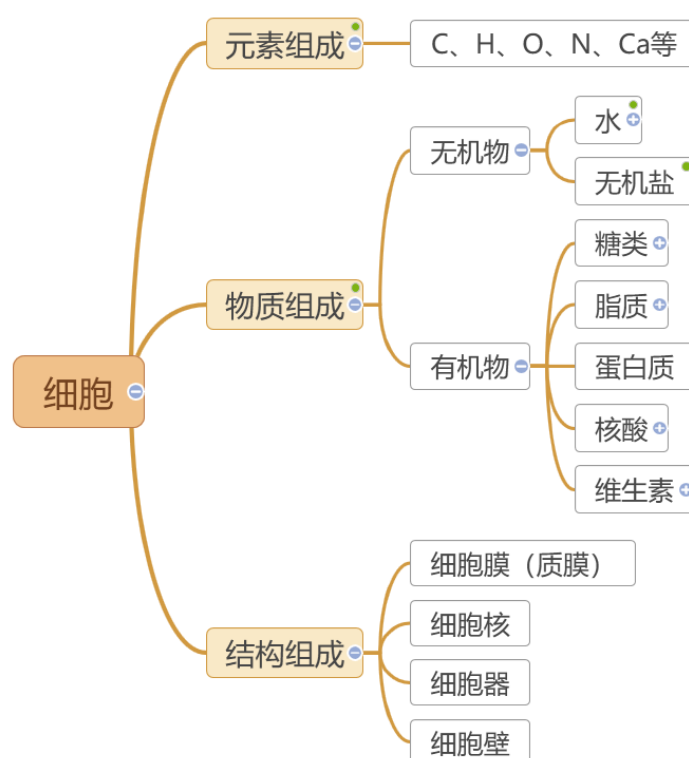 元素组成
C、H、O、N、Ca等
水
无机物
无机盐
糖类
物质组成
脂质
有机物
蛋白质
细胞
核酸
维生素
细胞膜（质膜）
细胞核
结构组成
细胞器
细胞壁